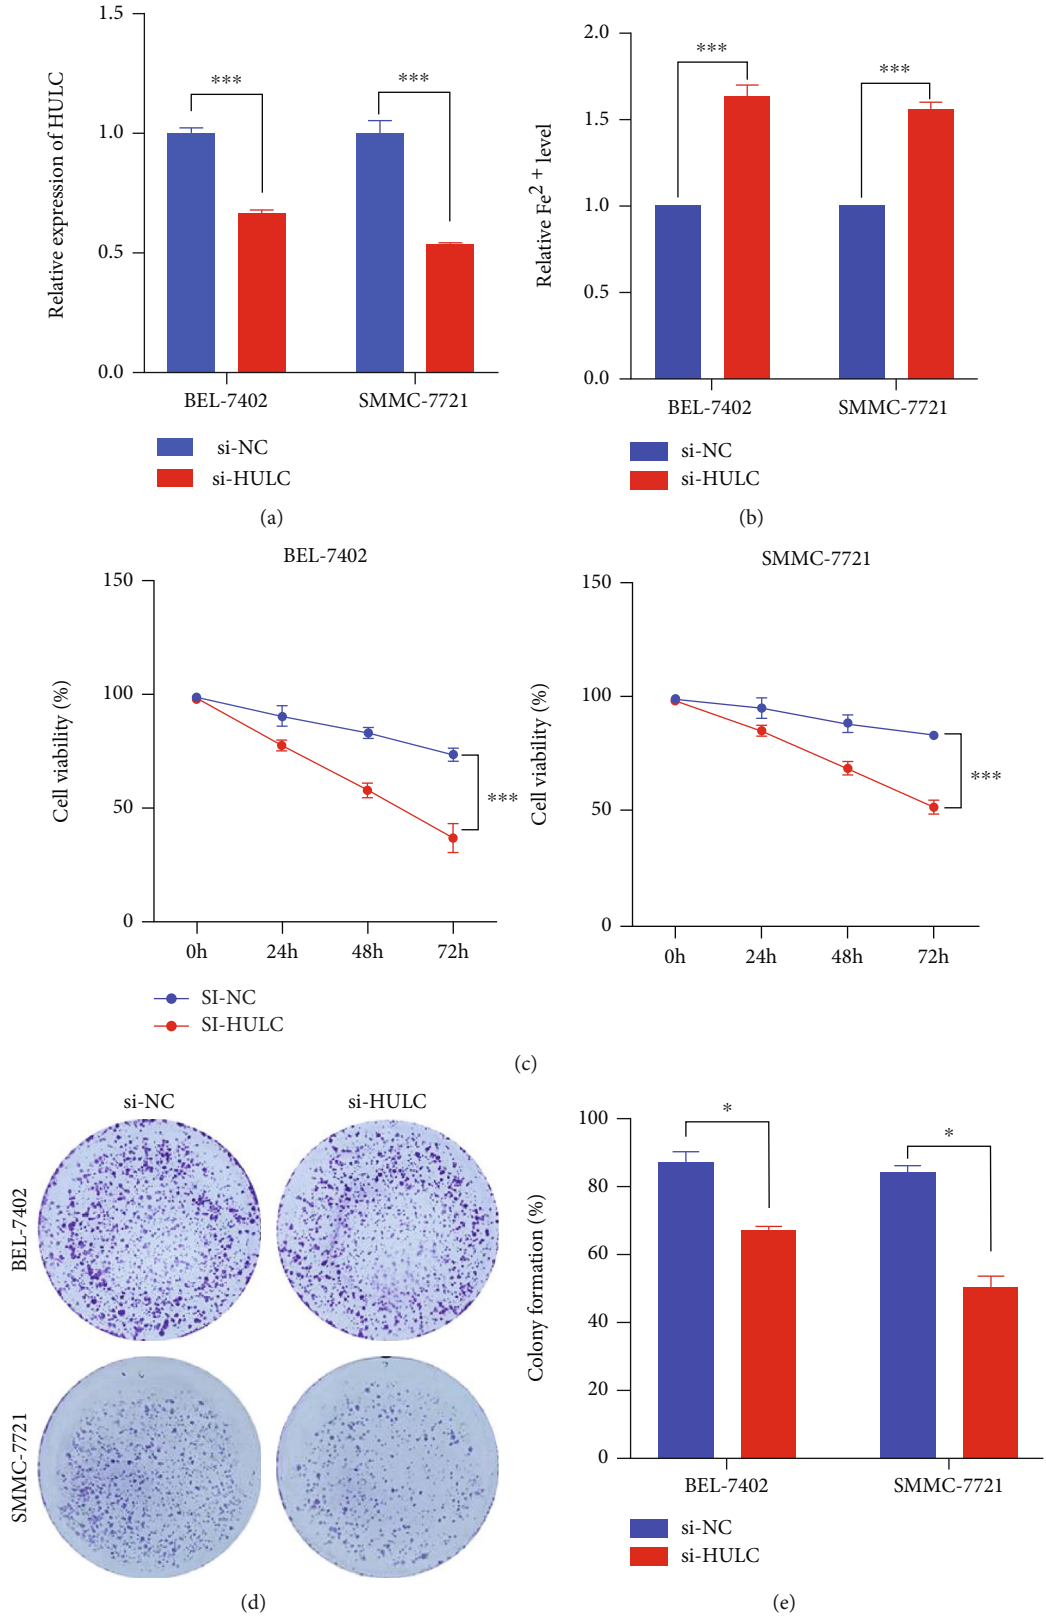 Relative expression of HULC
1.5
1.0
0.5
0.0
***
***
BEL-7402
SMMC-7721
si-NC
si-HULC
(a)
Relative Fe2+ level
2.0
1.5
1.0
0.5
0.0
***
***
BEL-7402
SMMC-7721
si-NC
si-HULC
(b)
BEL-7402
Cell viability (%)
150
100
50
0
***
0h 24h 48h 72h
SI-NC
SI-HULC
SMMC-7721
Cell viability (%)
150
100
50
0
***
0h 24h 48h 72h
(c)
si-NC
si-HULC
BEL-7402
SMMC-7721
(d)
Colony formation (%)
100
80
60
40
20
0
*
*
BEL-7402
SMMC-7721
si-NC
si-HULC
(e)